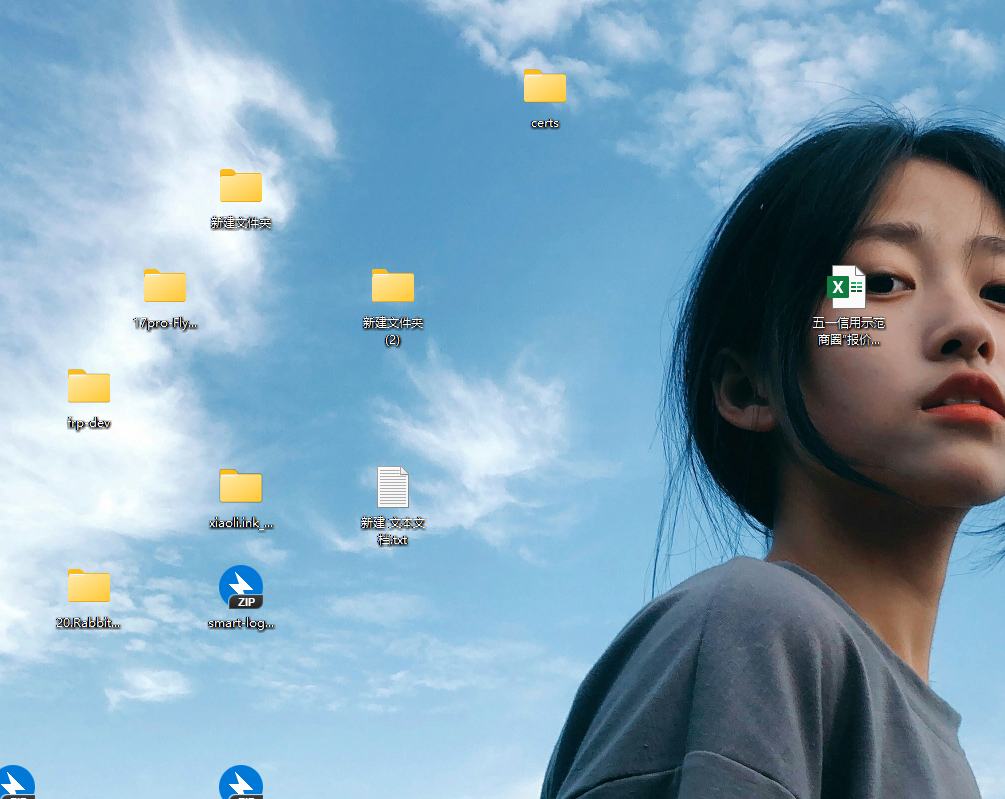 certs
新建文件夹
17pro-Fly...
新建文件夹
(2)
五一信用示范
商圈"报价...
frp-dev
xiaoli.ink_...
新建 文本文
档.txt
20.Rabbit...
ZIP
smart-log...